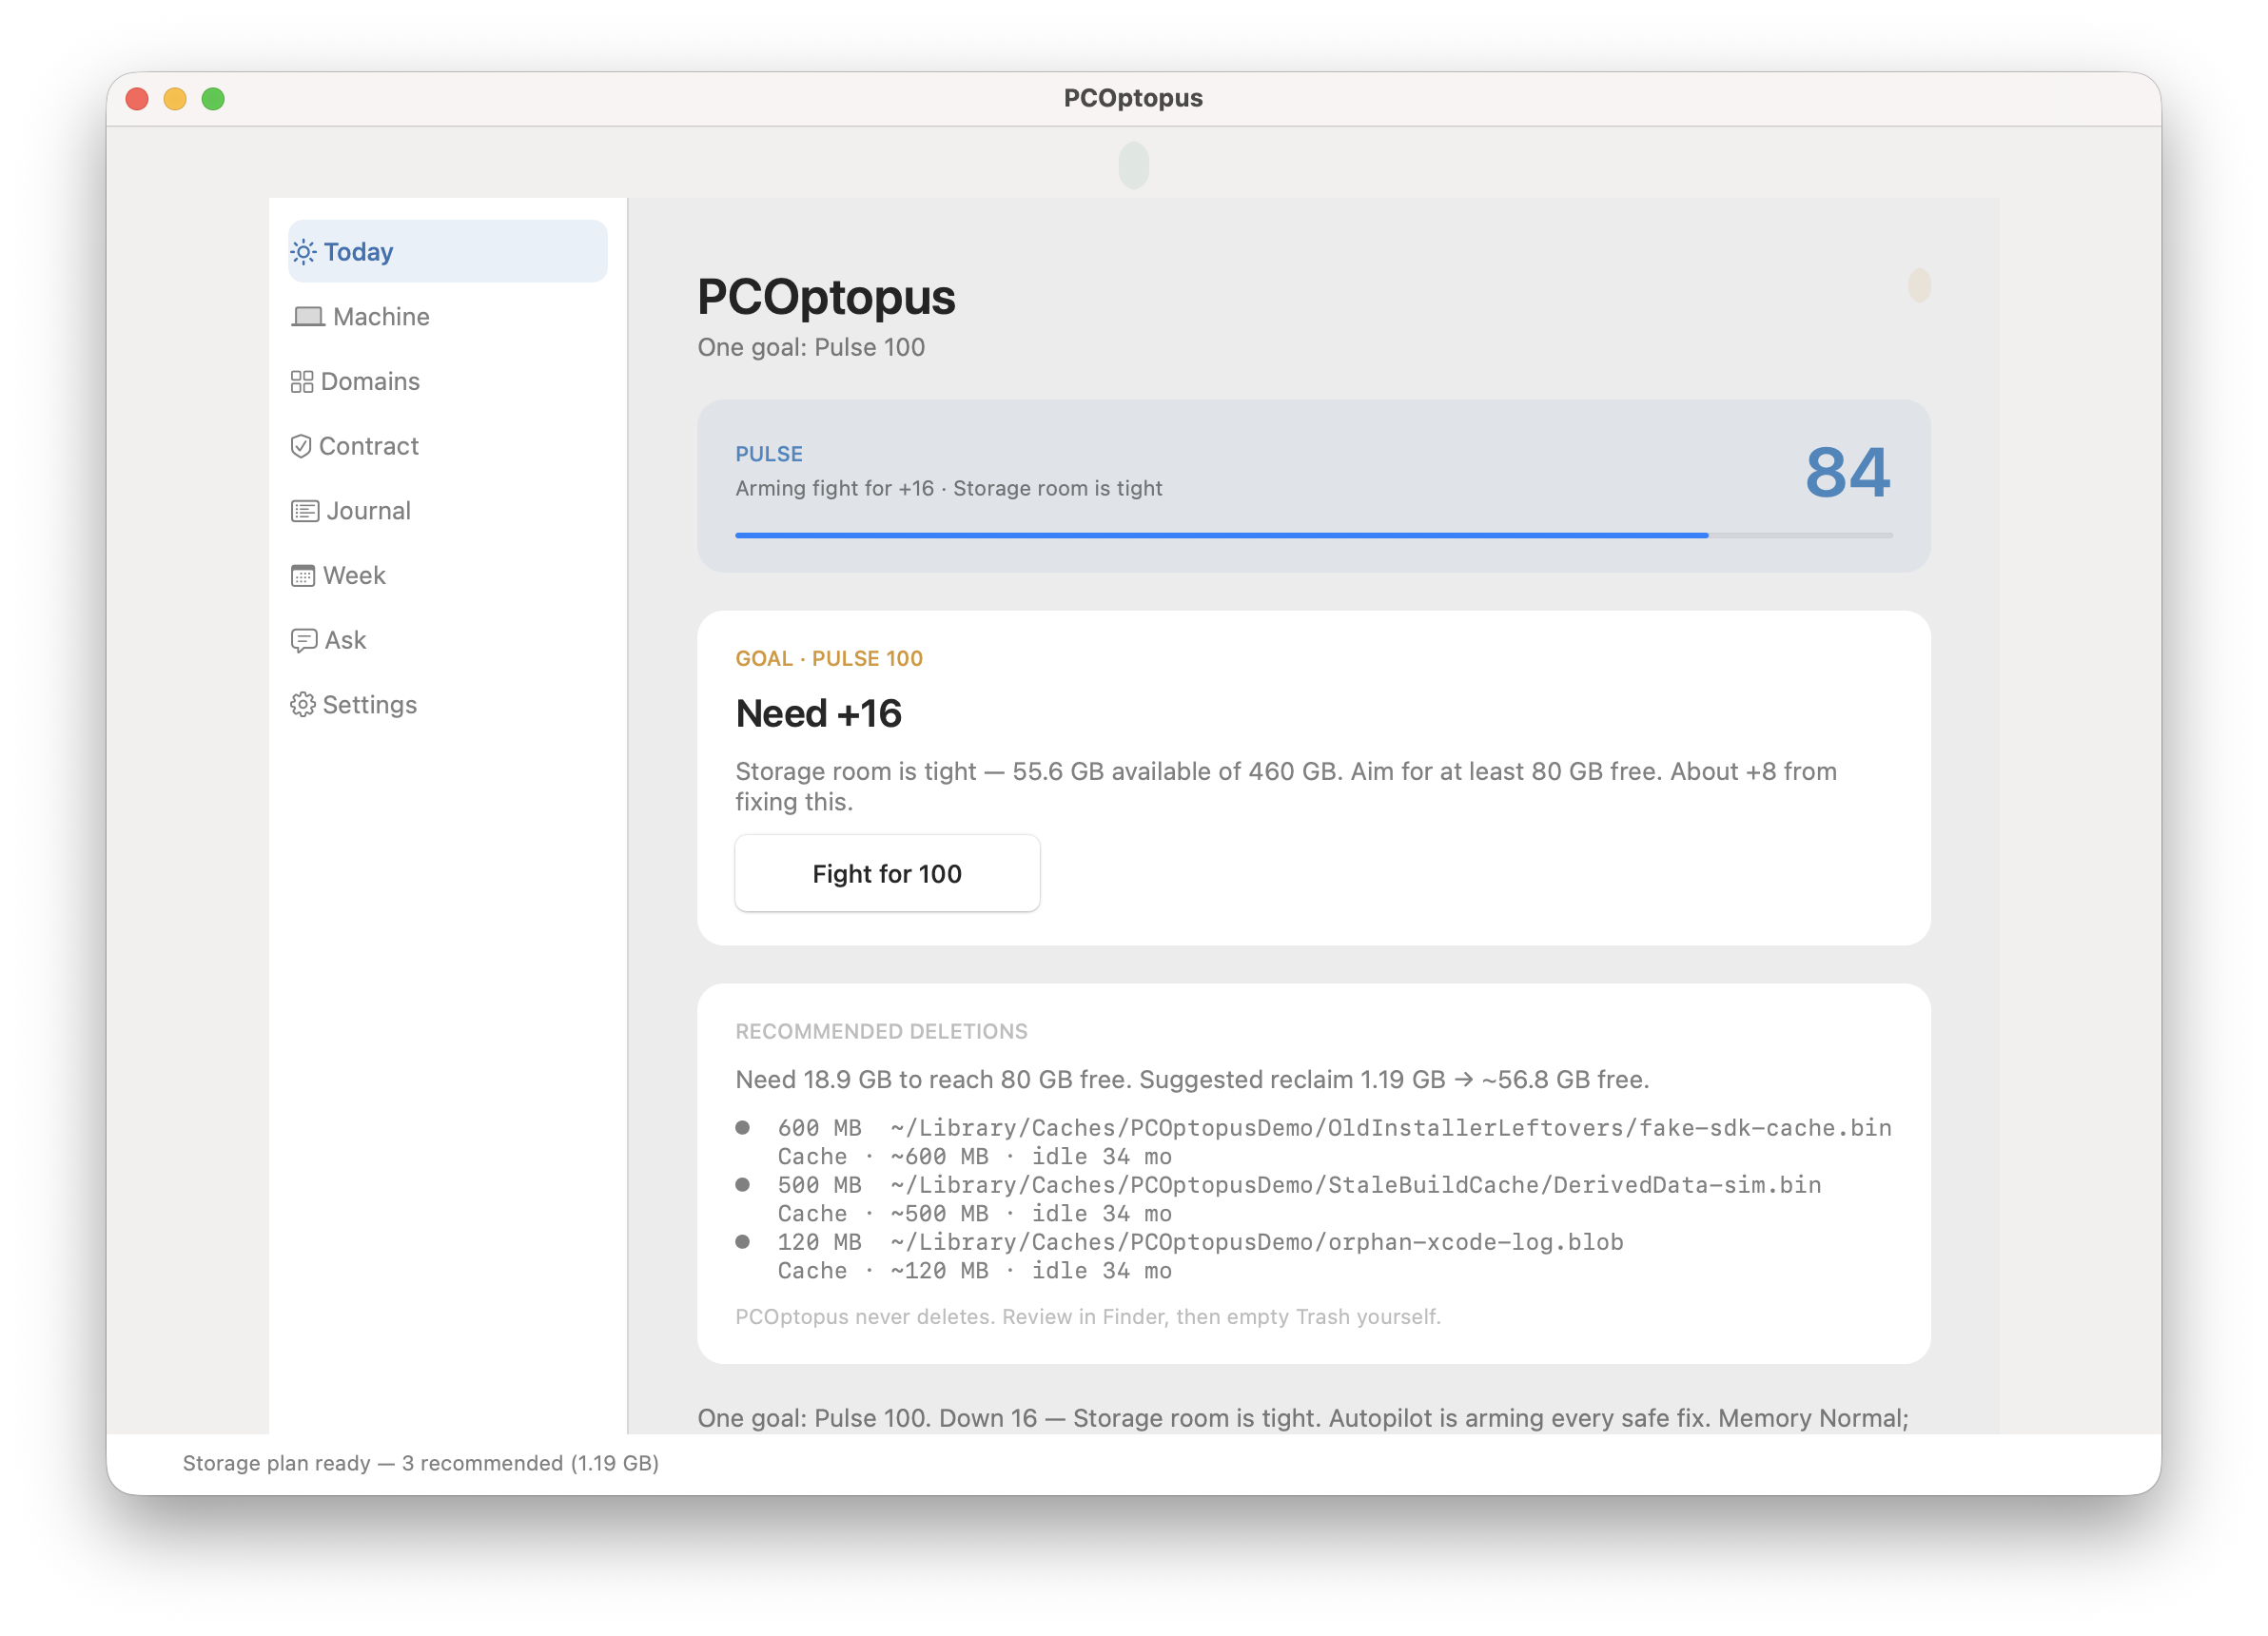 PCOptopus
Today
Machine
Domains
Contract
Journal
Week
Ask
Settings
PCOptopus
One goal: Pulse 100
PULSE
Arming fight for +16 · Storage room is tight
84
GOAL · PULSE 100
Need +16
Storage room is tight — 55.6 GB available of 460 GB. Aim for at least 80 GB free. About +8 from
fixing this.
Fight for 100
RECOMMENDED DELETIONS
Need 18.9 GB to reach 80 GB free. Suggested reclaim 1.19 GB → ~56.8 GB free.
● 600 MB ~/Library/Caches/PCOptopusDemo/OldInstallerLeftovers/fake-sdk-cache.bin
Cache · ~600 MB · idle 34 mo
● 500 MB ~/Library/Caches/PCOptopusDemo/StaleBuildCache/DerivedData-sim.bin
Cache · ~500 MB · idle 34 mo
● 120 MB ~/Library/Caches/PCOptopusDemo/orphan-xcode-log.blob
Cache · ~120 MB · idle 34 mo
PCOptopus never deletes. Review in Finder, then empty Trash yourself.
One goal: Pulse 100. Down 16 — Storage room is tight. Autopilot is arming every safe fix. Memory Normal;
Storage plan ready — 3 recommended (1.19 GB)